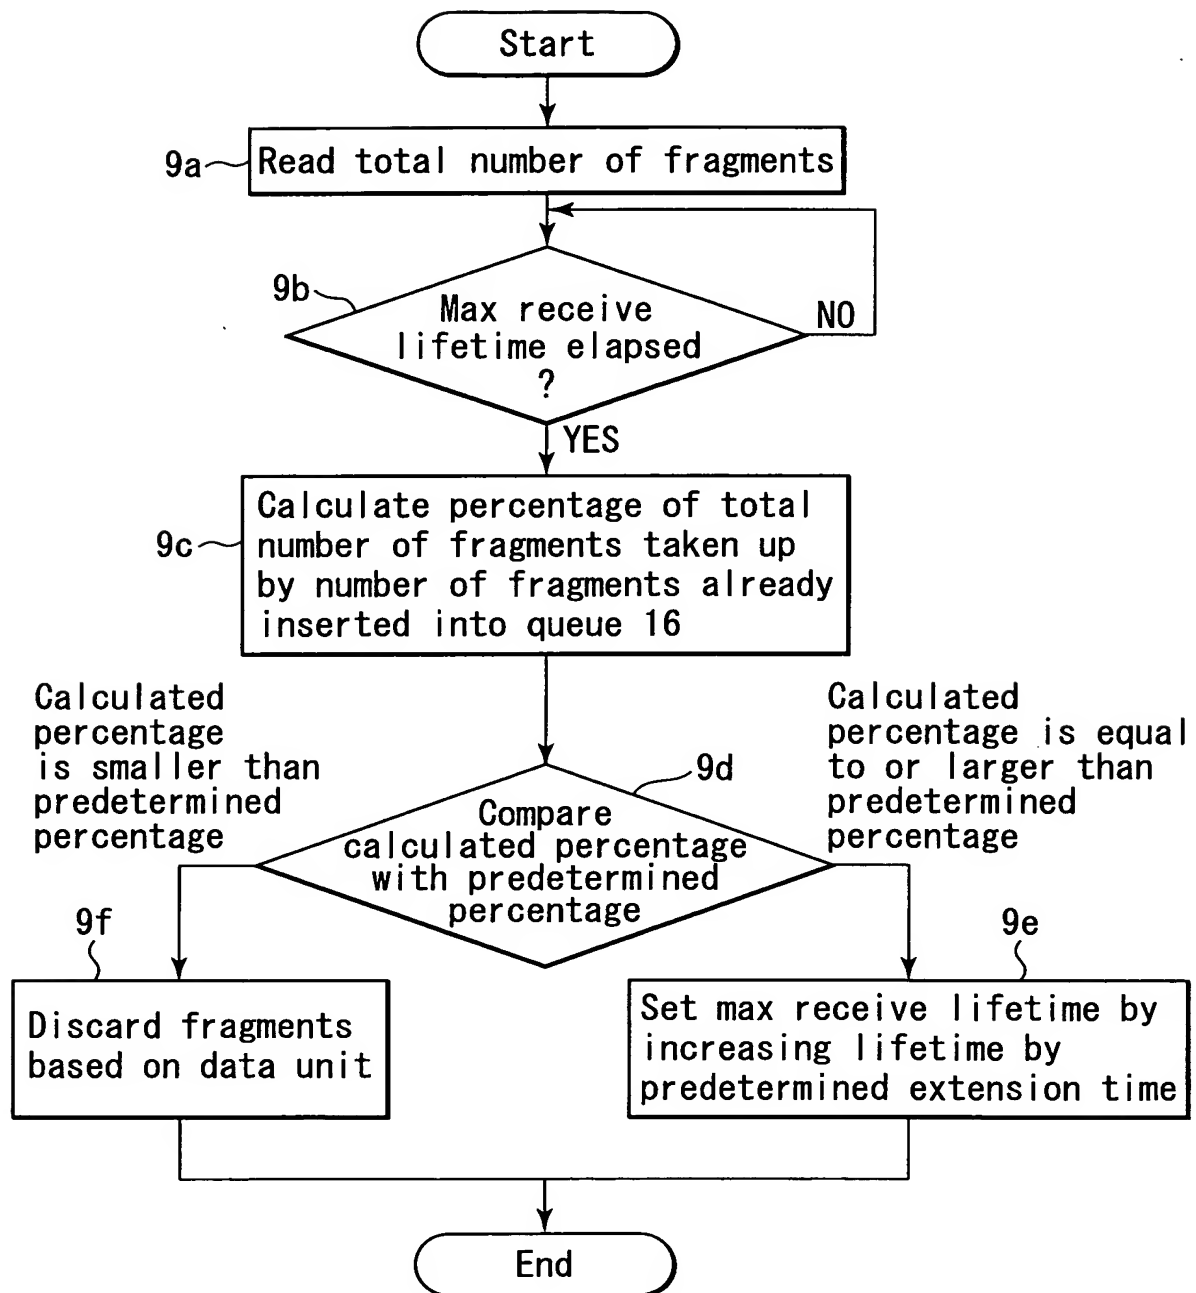 Start
9a
Read total number of fragments
9b
Max receive
lifetime elapsed
?
NO
YES
9c
Calculate percentage of total
number of fragments taken up
by number of fragments already
inserted into queue 16
Calculated
percentage
is smaller than
predetermined
percentage
Calculated
percentage is equal
to or larger than
predetermined
percentage
9d
Compare
calculated percentage
with predetermined
percentage
9f
Discard fragments
based on data unit
9e
Set max receive lifetime by
increasing lifetime by
predetermined extension time
End